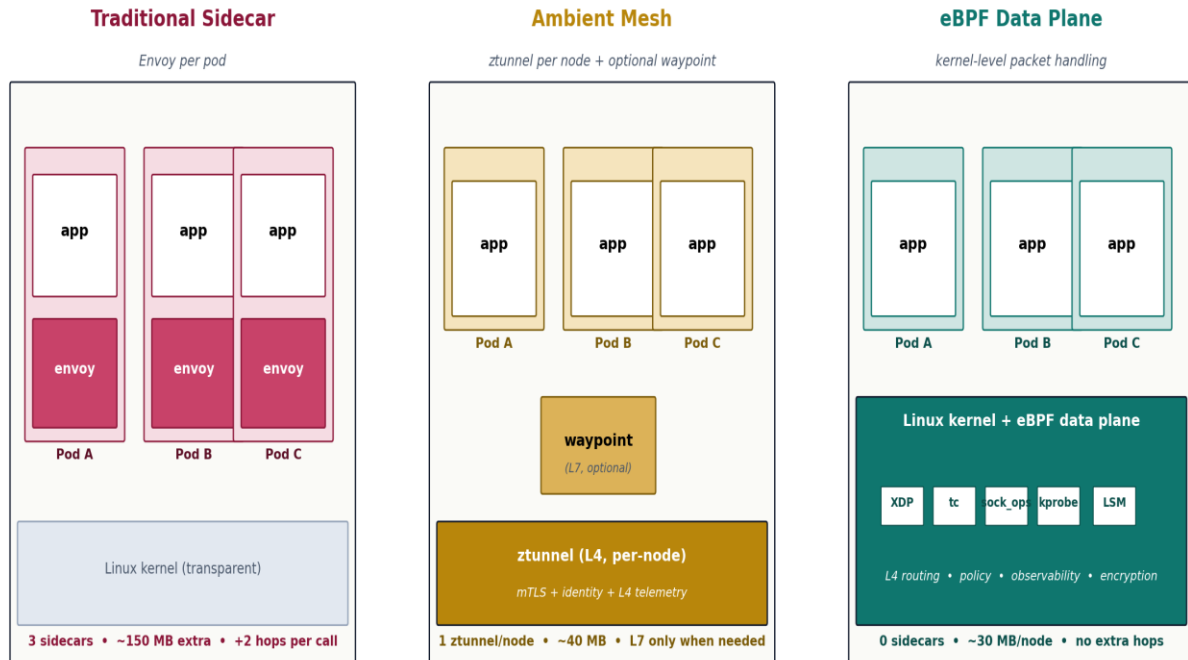 Traditional Sidecar
Envoy per pod
app
app
app
envoy
envoy
envoy
Pod A
Pod B
Pod C
Linux kernel (transparent)
3 sidecars • ~150 MB extra • +2 hops per call
Ambient Mesh
ztunnel per node + optional waypoint
app
app
app
Pod A
Pod B
Pod C
waypoint
(L7, optional)
ztunnel (L4, per-node)
mTLS + identity + L4 telemetry
1 ztunnel/node • ~40 MB • L7 only when needed
eBPF Data Plane
kernel-level packet handling
app
app
app
Pod A
Pod B
Pod C
Linux kernel + eBPF data plane
XDP
tc
sock_ops
kprobe
LSM
L4 routing • policy • observability • encryption
0 sidecars • ~30 MB/node • no extra hops